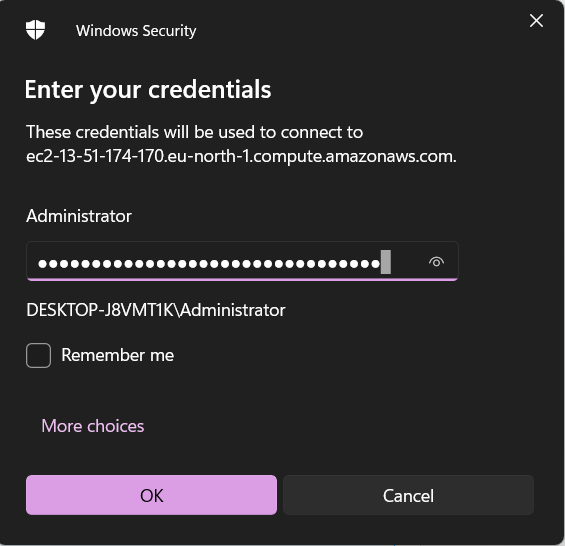 Windows Security
Enter your credentials
These credentials will be used to connect to
ec2-13-51-174-170.eu-north-1.compute.amazonaws.com.
Administrator
●●●●●●●●●●●●●●●●●●●●●●●●●●●●●●●●
DESKTOP-J8VMT1K\Administrator
Remember me
More choices
OK
Cancel